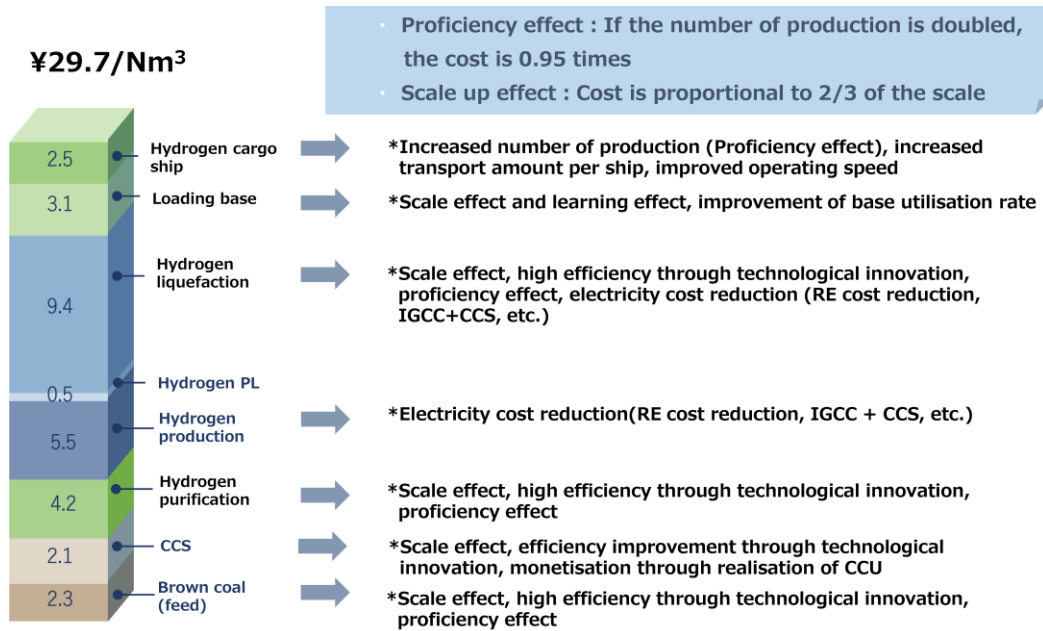 · Proficiency effect : If the number of production is doubled,
the cost is 0.95 times
· Scale up effect : Cost is proportional to 2/3 of the scale
¥29.7/Nm³
2.5
Hydrogen cargo
ship
*Increased number of production (Proficiency effect), increased
transport amount per ship, improved operating speed
3.1
Loading base
*Scale effect and learning effect, improvement of base utilisation rate
9.4
Hydrogen
liquefaction
*Scale effect, high efficiency through technological innovation,
proficiency effect, electricity cost reduction (RE cost reduction,
IGCC+CCS, etc.)
0.5
Hydrogen PL
5.5
Hydrogen
production
*Electricity cost reduction(RE cost reduction, IGCC + CCS, etc.)
4.2
Hydrogen
purification
*Scale effect, high efficiency through technological innovation,
proficiency effect
2.1
CCS
*Scale effect, efficiency improvement through technological
innovation, monetisation through realisation of CCU
2.3
Brown coal
(feed)
*Scale effect, high efficiency through technological innovation,
proficiency effect